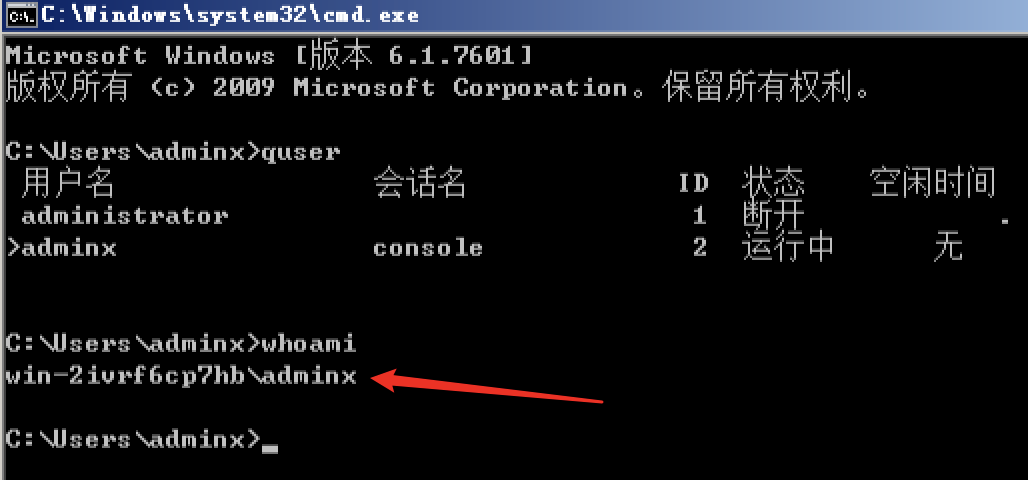 C:\Windows\system32\cmd.exe
Microsoft Windows [版本 6.1.7601]
版权所有 (c) 2009 Microsoft Corporation。保留所有权利。
C:\Users\adminx>quser
用户名 会话名 ID 状态 空闲时间
administrator 1 断开 .
>adminx console 2 运行中 无
C:\Users\adminx>whoami
win-2ivrf6cp7hb\adminx
C:\Users\adminx>_